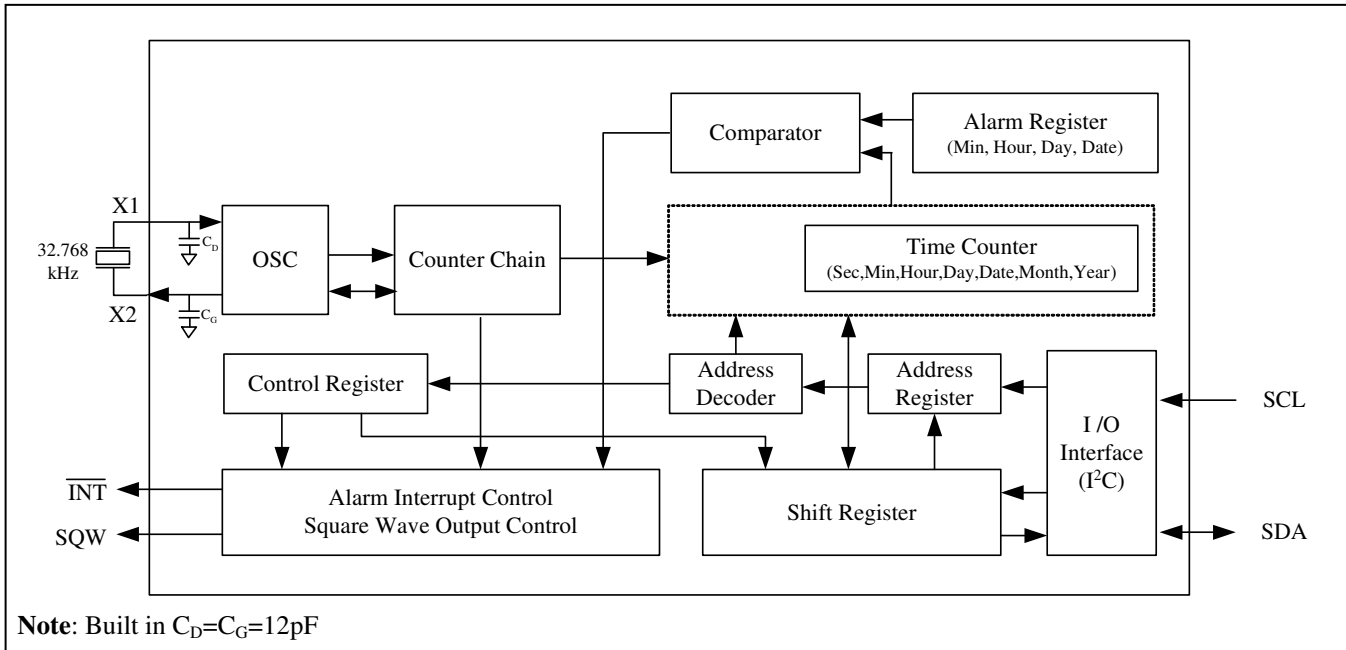 Comparator
Alarm Register
(Min, Hour, Day, Date)
X1
32.768
kHz
X2
C_D
C_G
OSC
Counter Chain
Time Counter
(Sec,Min,Hour,Day,Date,Month,Year)
Control Register
Address
Decoder
Address
Register
I /O
Interface
(I²C)
SCL
SDA
INT
SQW
Alarm Interrupt Control
Square Wave Output Control
Shift Register
Note: Built in C_D=C_G=12pF